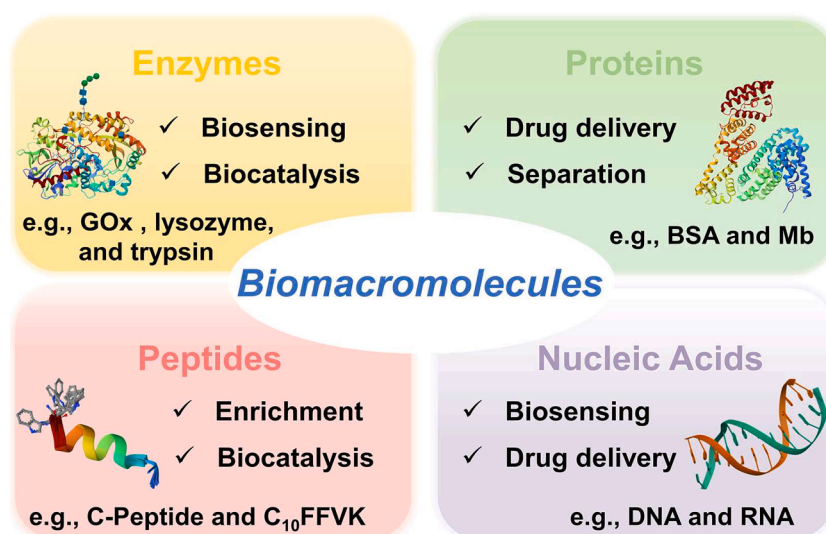 Enzymes
✓ Biosensing
✓ Biocatalysis
e.g., GOx , lysozyme,
and trypsin
Proteins
✓ Drug delivery
✓ Separation
e.g., BSA and Mb
Biomacromolecules
Peptides
✓ Enrichment
✓ Biocatalysis
e.g., C-Peptide and C₁₀FFVK
Nucleic Acids
✓ Biosensing
✓ Drug delivery
e.g., DNA and RNA